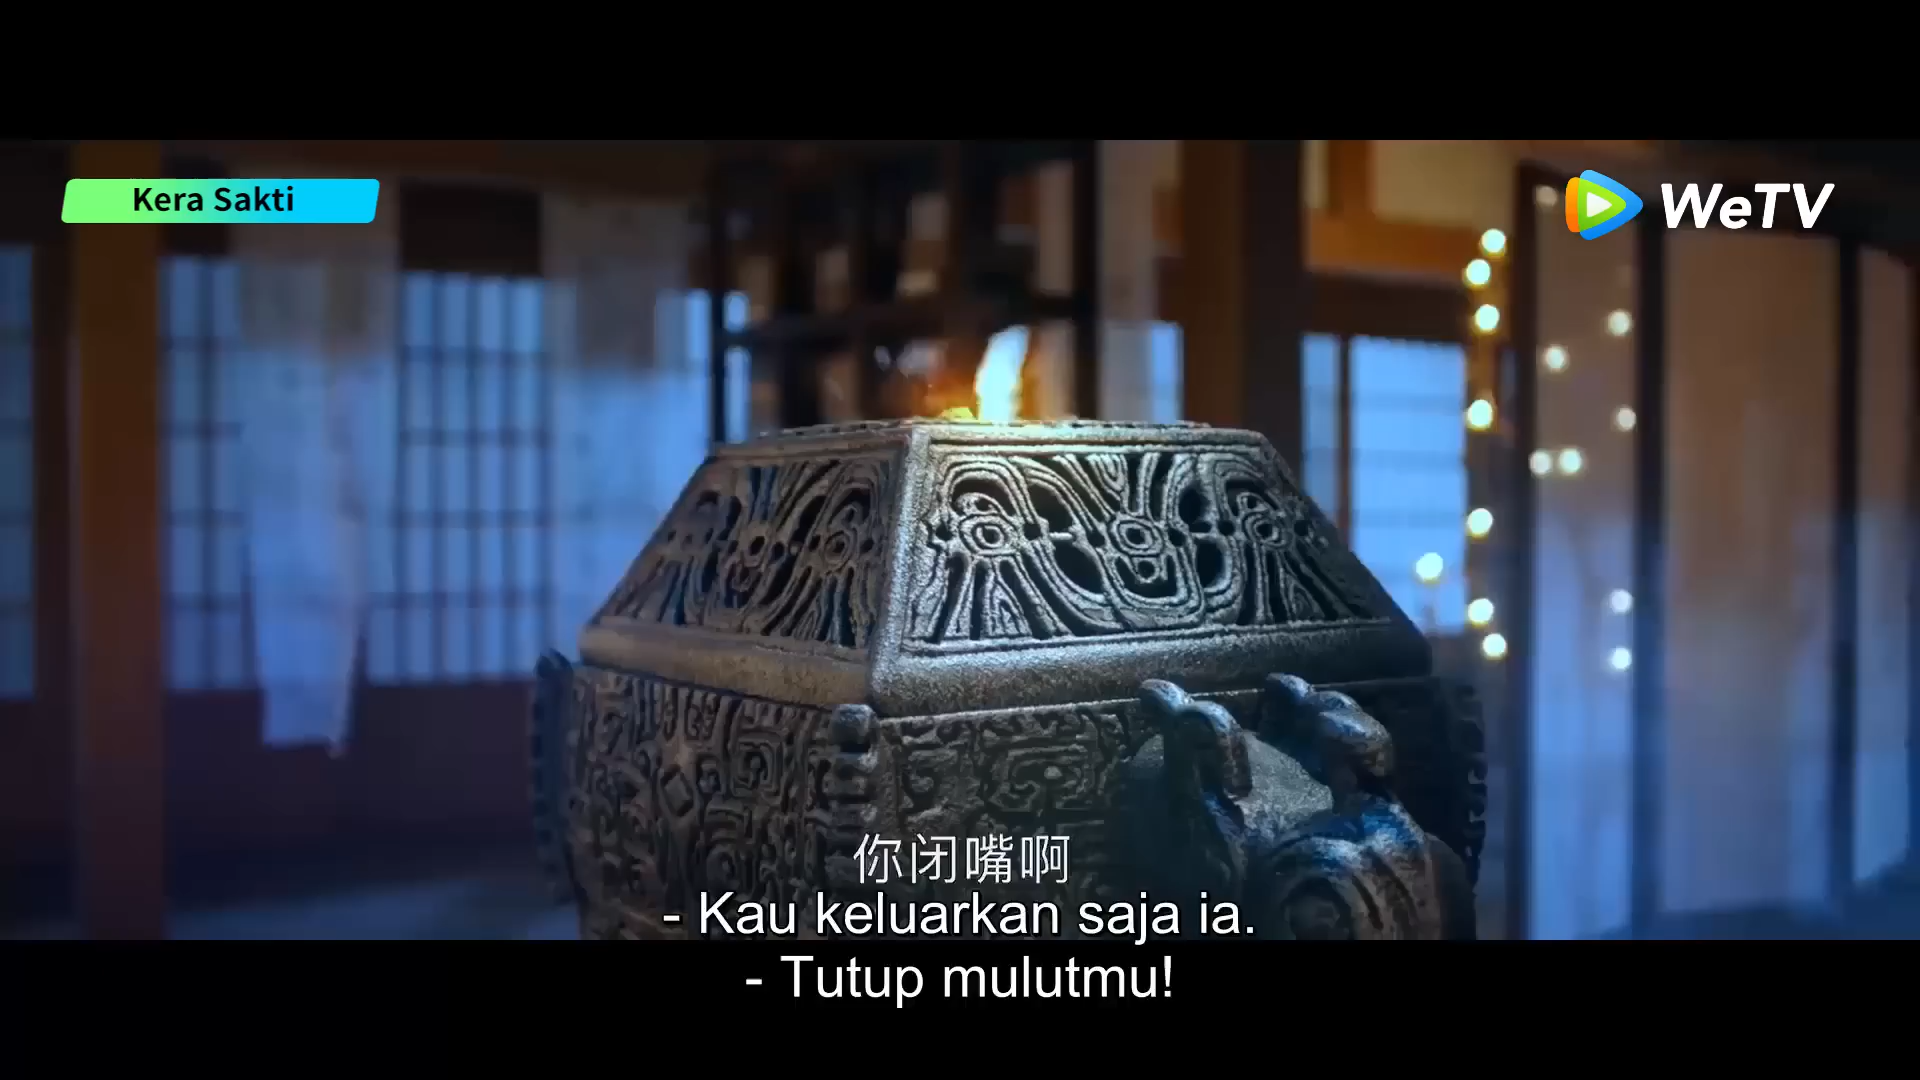 Kera Sakti
WeTV
你闭嘴啊
- Kau keluarkan saja ia.
- Tutup mulutmu!